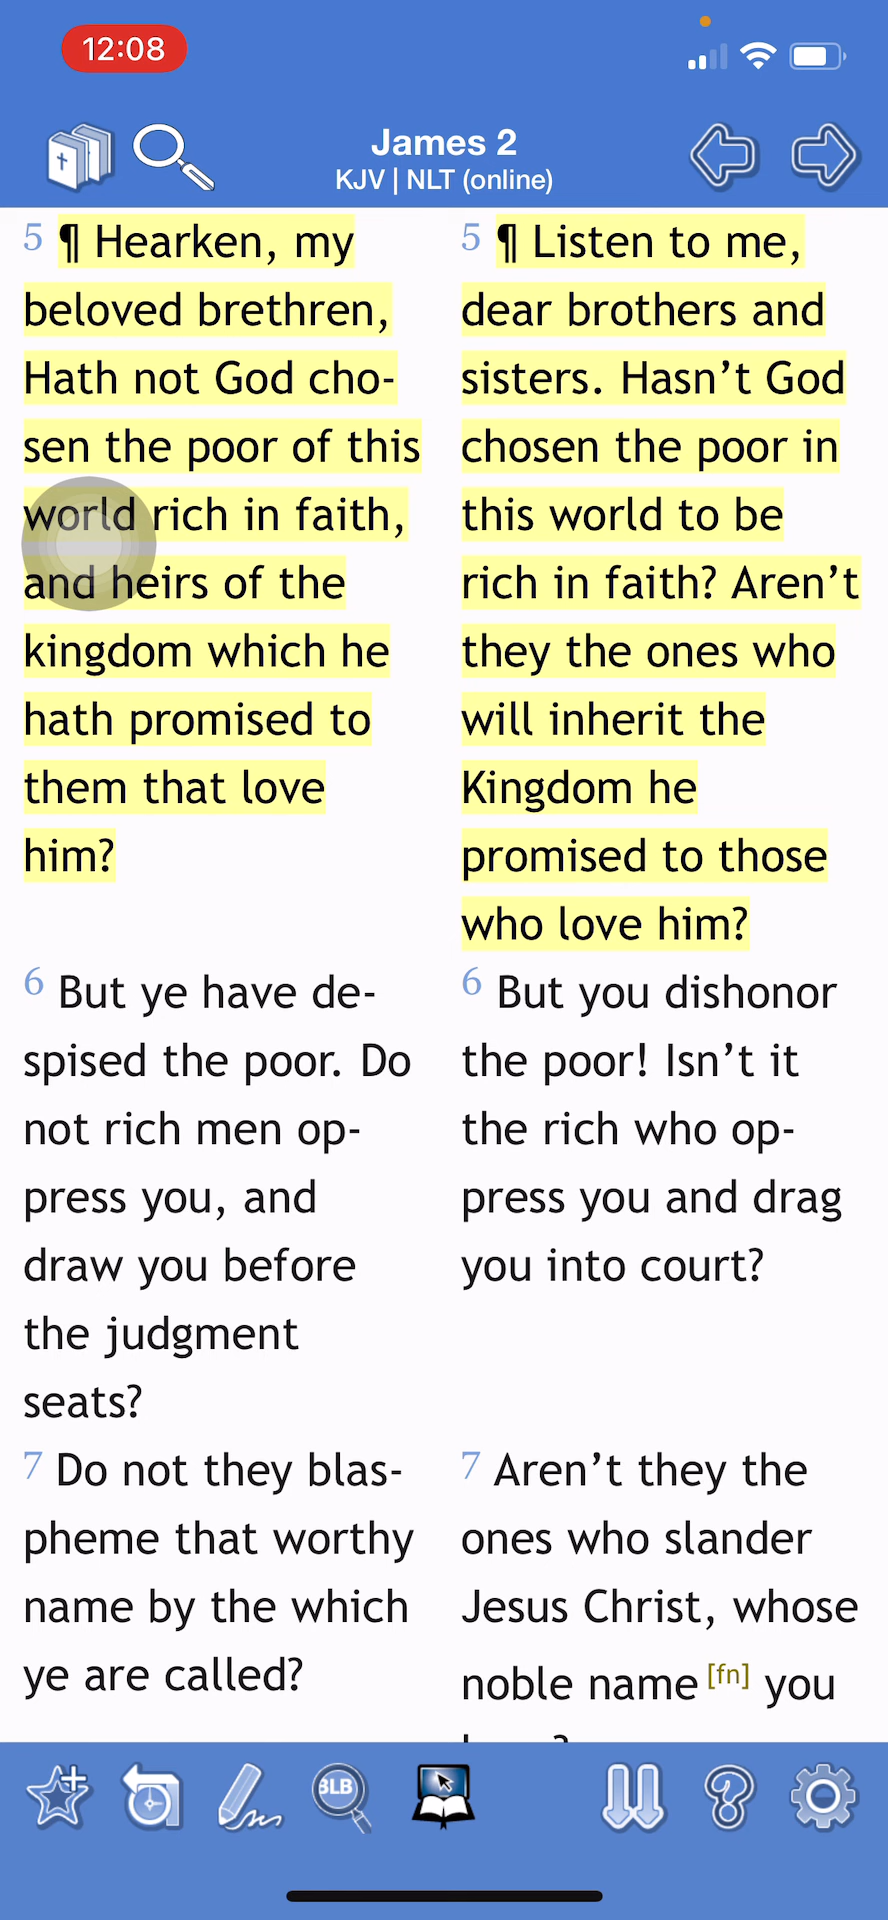 12:08
James 2
KJV | NLT (online)
5 ¶ Hearken, my
beloved brethren,
Hath not God cho-
sen the poor of this
world rich in faith,
and heirs of the
kingdom which he
hath promised to
them that love
him?
5 ¶ Listen to me,
dear brothers and
sisters. Hasn’t God
chosen the poor in
this world to be
rich in faith? Aren’t
they the ones who
will inherit the
Kingdom he
promised to those
who love him?
6 But ye have de-
spised the poor. Do
not rich men op-
press you, and
draw you before
the judgment
seats?
6 But you dishonor
the poor! Isn’t it
the rich who op-
press you and drag
you into court?
7 Do not they blas-
pheme that worthy
name by the which
ye are called?
7 Aren’t they the
ones who slander
Jesus Christ, whose
noble name [fn] you
BLB